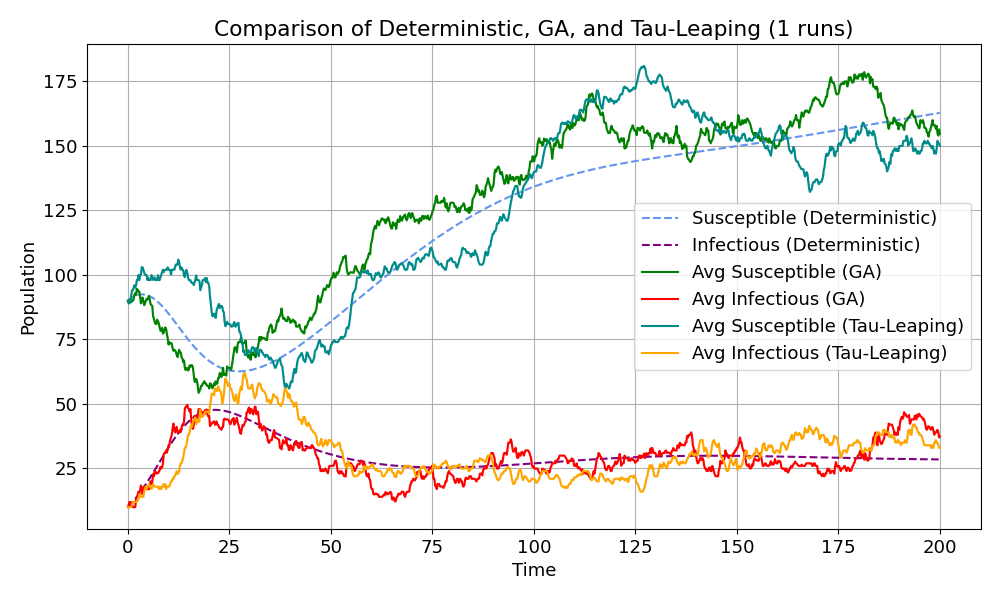 Comparison of Deterministic, GA, and Tau-Leaping (1 runs)
175
150
125
100
75
50
25
Population
Susceptible (Deterministic)
Infectious (Deterministic)
Avg Susceptible (GA)
Avg Infectious (GA)
Avg Susceptible (Tau-Leaping)
Avg Infectious (Tau-Leaping)
0 25 50 75 100 125 150 175 200
Time